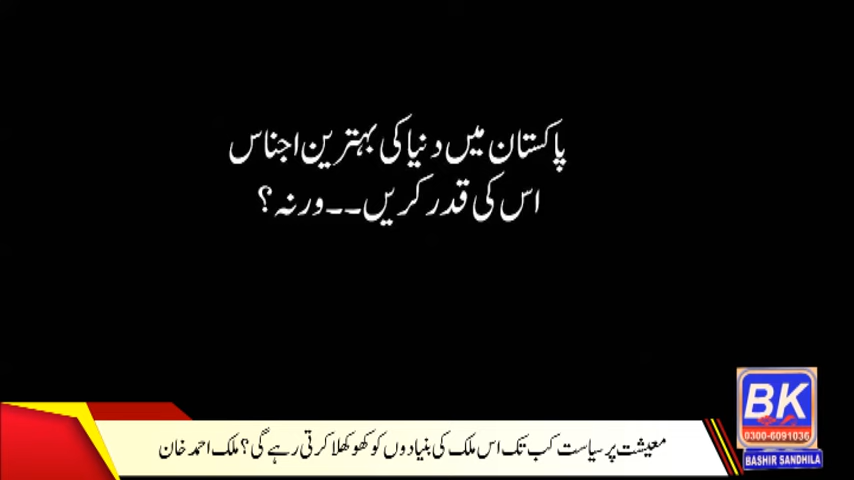 پاکستان میں دنیا کی بہترین اجناس
اس کی قدر کریں۔۔ورنہ؟
معیشت پر سیاست کب تک اس ملک کی بنیادوں کو کھوکھلا کرتی رہے گی؟ ملک احمد خان
BK
0300-6091036
BASHIR SANDHILA